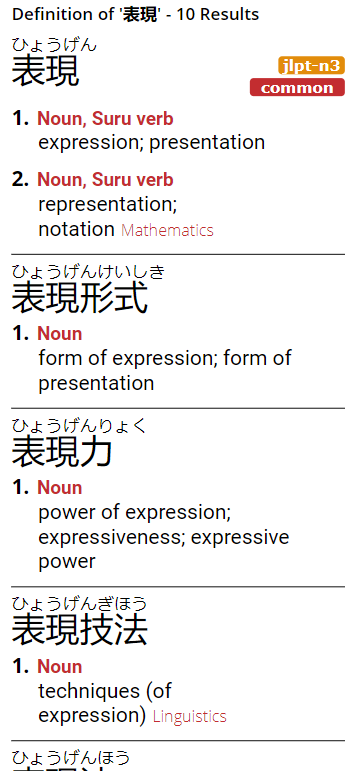 Definition of '表現' - 10 Results
ひょうげん
表現
jlpt-n3
common
1. Noun, Suru verb
expression; presentation
2. Noun, Suru verb
representation;
notation Mathematics
ひょうげんけいしき
表現形式
1. Noun
form of expression; form of
presentation
ひょうげんりょく
表現力
1. Noun
power of expression;
expressiveness; expressive
power
ひょうげんぎほう
表現技法
1. Noun
techniques (of
expression) Linguistics
ひょうげんほう